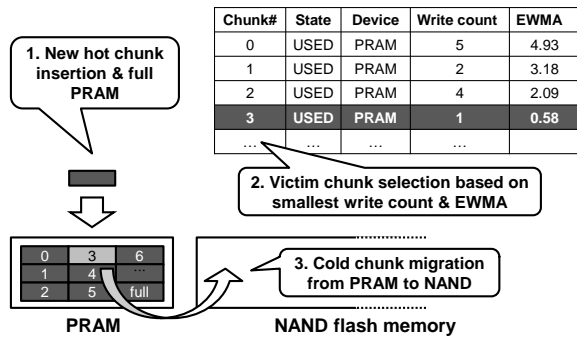 Chunk# State Device Write count EWMA
0 USED PRAM 5 4.93
1 USED PRAM 2 3.18
2 USED PRAM 4 2.09
3 USED PRAM 1 0.58
… … … …
1. New hot chunk
insertion & full
PRAM
2. Victim chunk selection based on
smallest write count & EWMA
0 3 6
1 4 ...
2 5 full
3. Cold chunk migration
from PRAM to NAND
PRAM
NAND flash memory